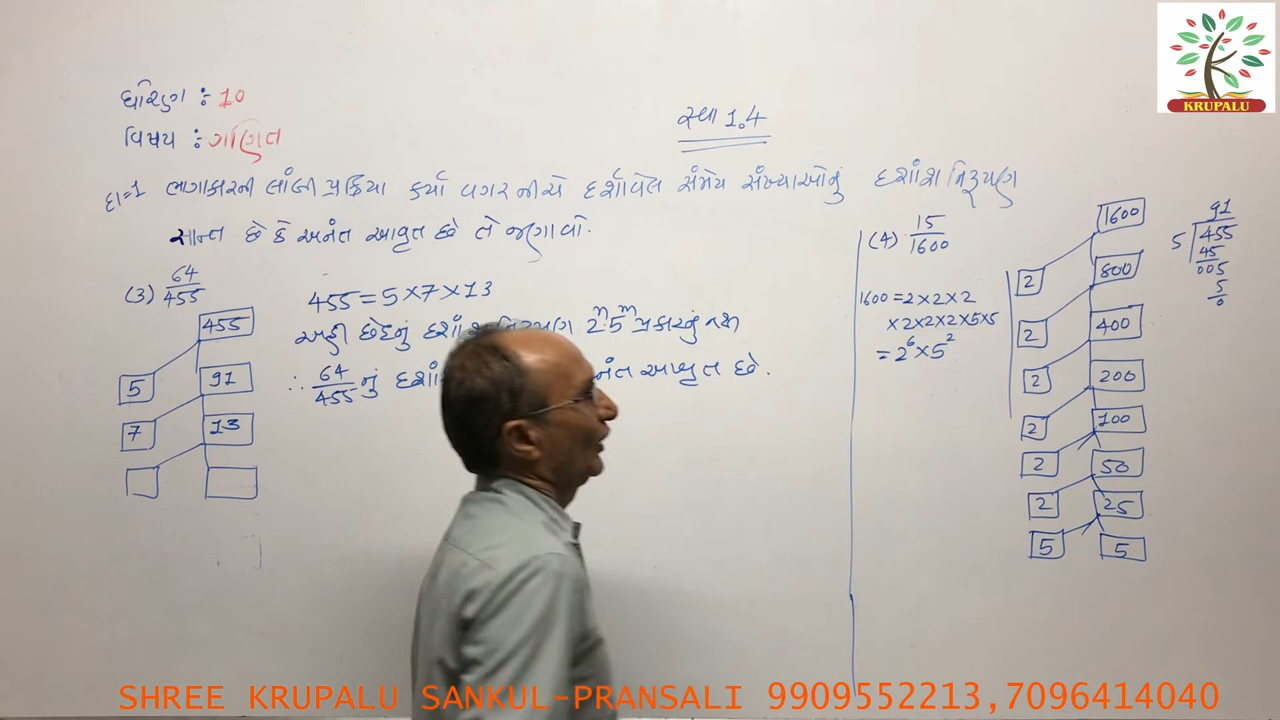 KRUPALU
ધોરણ :- 10
વિષય :- ગણિત
સ્વા 1.4
દા=1 ભાગાકારની લાંબી પ્રક્રિયા કર્યા વગર નીચે દર્શાવેલ સંમેય સંખ્યાઓનું દશાંશ નિરૂપણ
સાન્ત છે કે અનંત આવૃત છે તે જણાવો.
(3) 64/455
455
5 91
7 13
455 = 5×7×13
અહી છેદનું દશાંશ નિરૂપણ 2ⁿ5ᵐ પ્રકારનું નથી
∴ 64/455 નું અનંત આવૃત છે.
(4) 15/1600
1600 = 2×2×2
×2×2×2×5×5
= 2⁶×5²
1600
2 800
2 400
2 200
2 100
2 50
2 25
5 5
91
5 455
45
005
5
0
SHREE KRUPALU SANKUL-PRANSALI 9909552213,7096414040